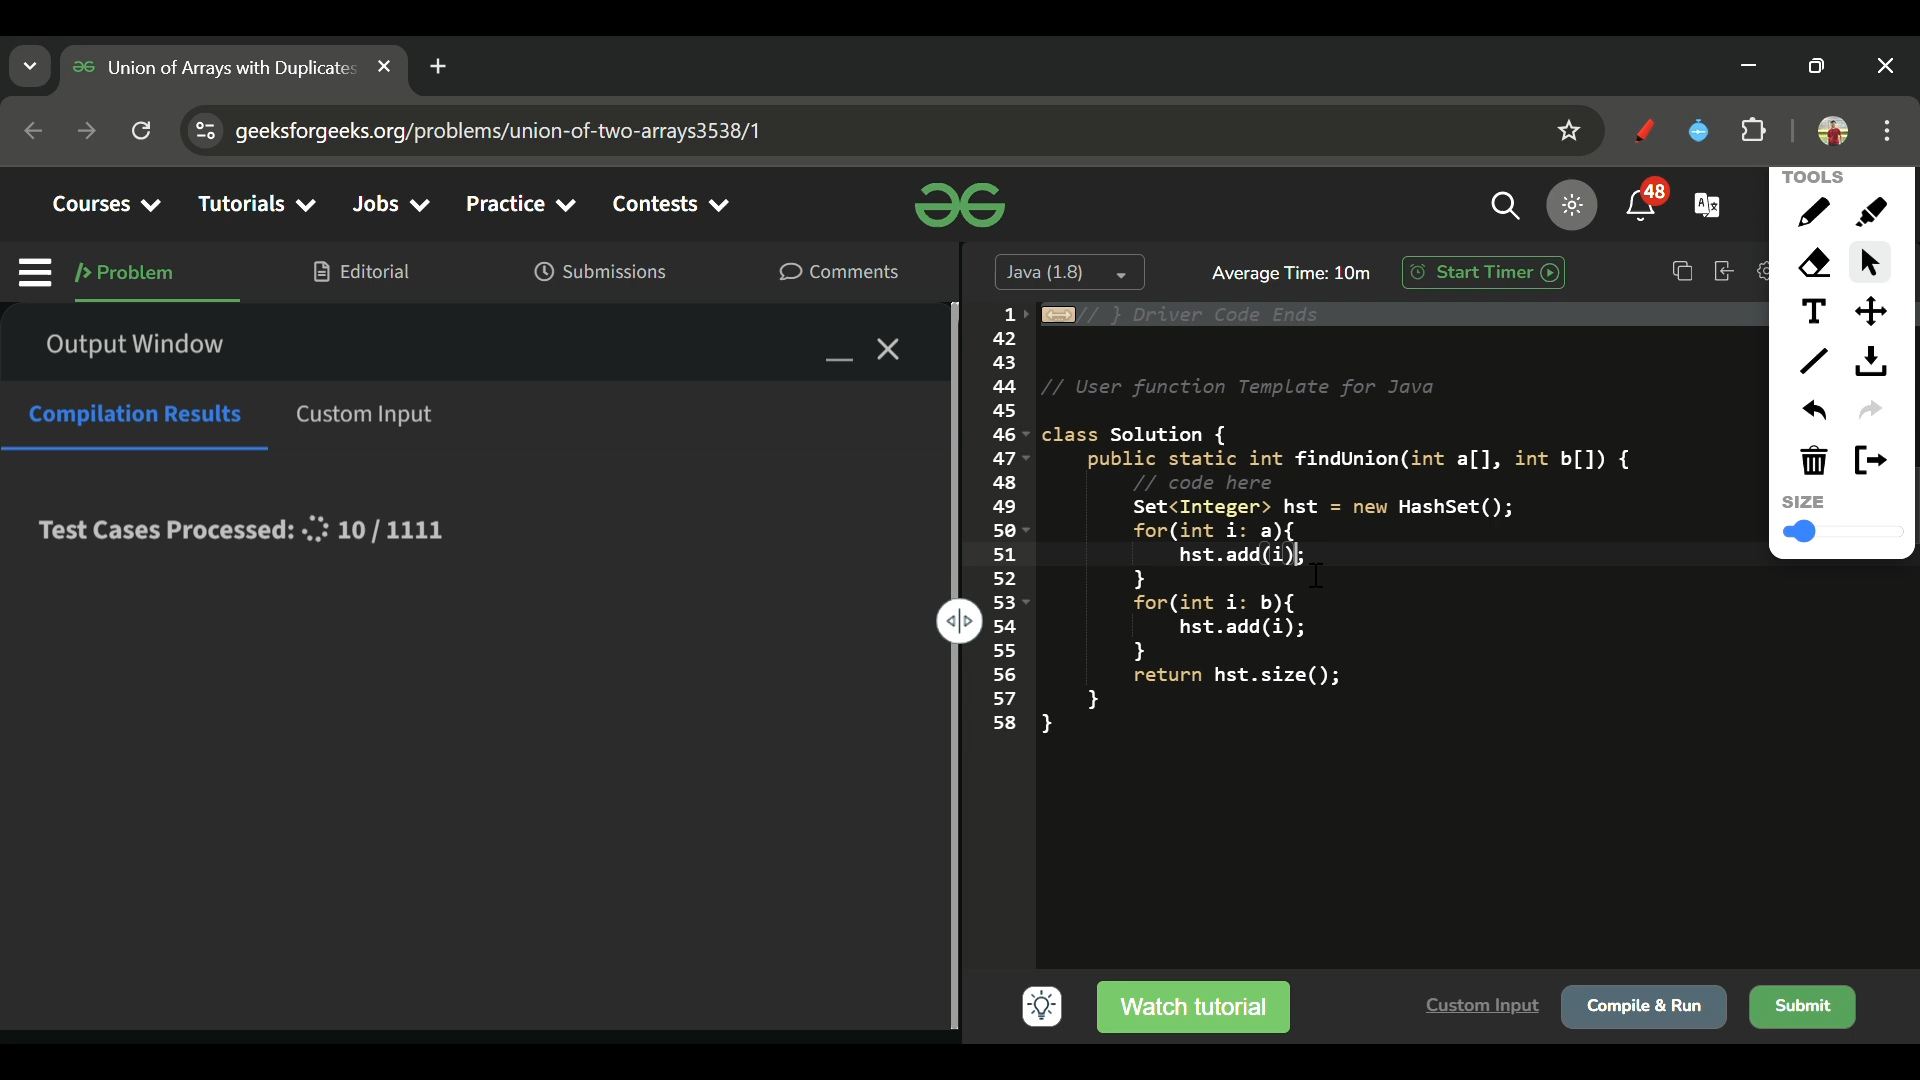 Union of Arrays with Duplicates
geeksforgeeks.org/problems/union-of-two-arrays3538/1
Courses
Tutorials
Jobs
Practice
Contests
48
TOOLS
Problem
Editorial
Submissions
Comments
Java (1.8)
Average Time: 10m
Start Timer
Output Window
Compilation Results
Custom Input
Test Cases Processed: 10 / 1111
1 // } Driver Code Ends
42
43
44 // User function Template for Java
45
46 class Solution {
47 public static int findUnion(int a[], int b[]) {
48 // code here
49 Set<Integer> hst = new HashSet();
50 for(int i: a){
51 hst.add(i);
52 }
53 for(int i: b){
54 hst.add(i);
55 }
56 return hst.size();
57 }
58 }
T
SIZE
Watch tutorial
Custom Input
Compile & Run
Submit